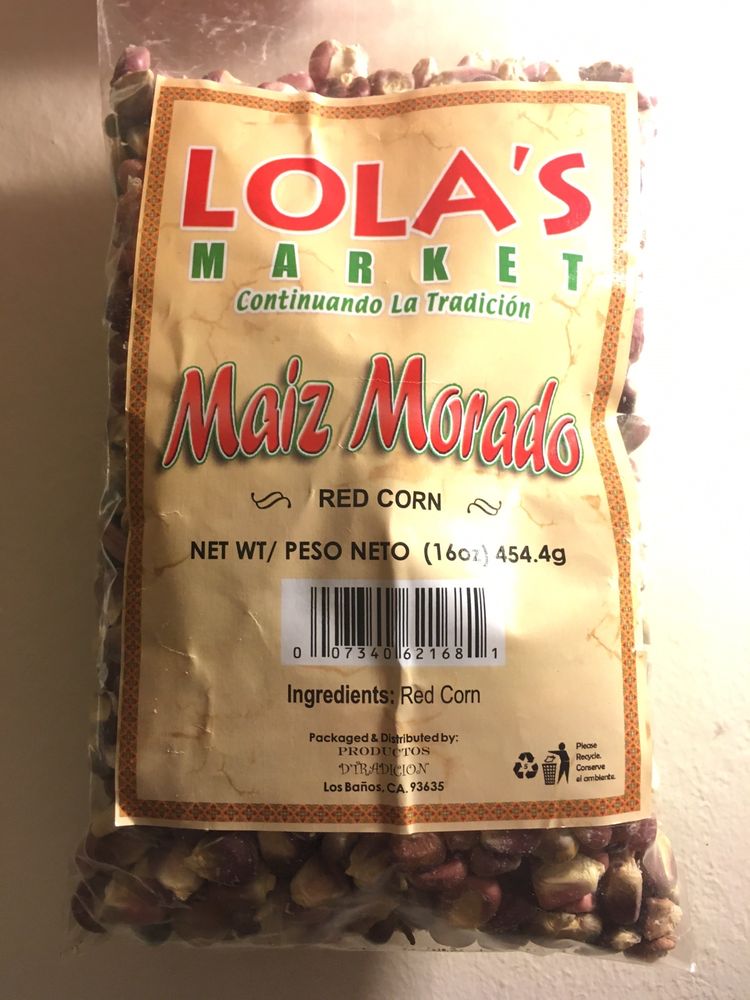 LOLA'S
MARKET
Continuando La Tradición
Maiz Morado
RED CORN
NET WT/ PESO NETO (16oz) 454.4g
0 07340 62168 1
Ingredients: Red Corn
Packaged & Distributed by:
PRODUCTOS
D'TRADICION
Los Baños, CA. 93635
5
Please
Recycle.
Conserve
el ambiente.